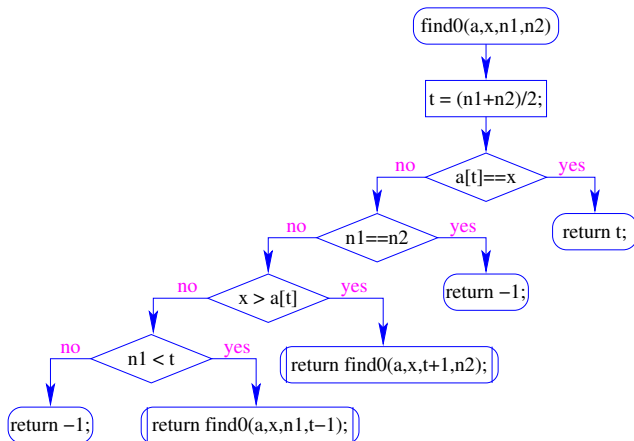 find0(a,x,n1,n2)
t = (n1+n2)/2;
a[t]==x
no
yes
return t;
n1==n2
no
yes
return −1;
x > a[t]
no
yes
return find0(a,x,t+1,n2);
n1 < t
no
yes
return −1;
return find0(a,x,n1,t−1);